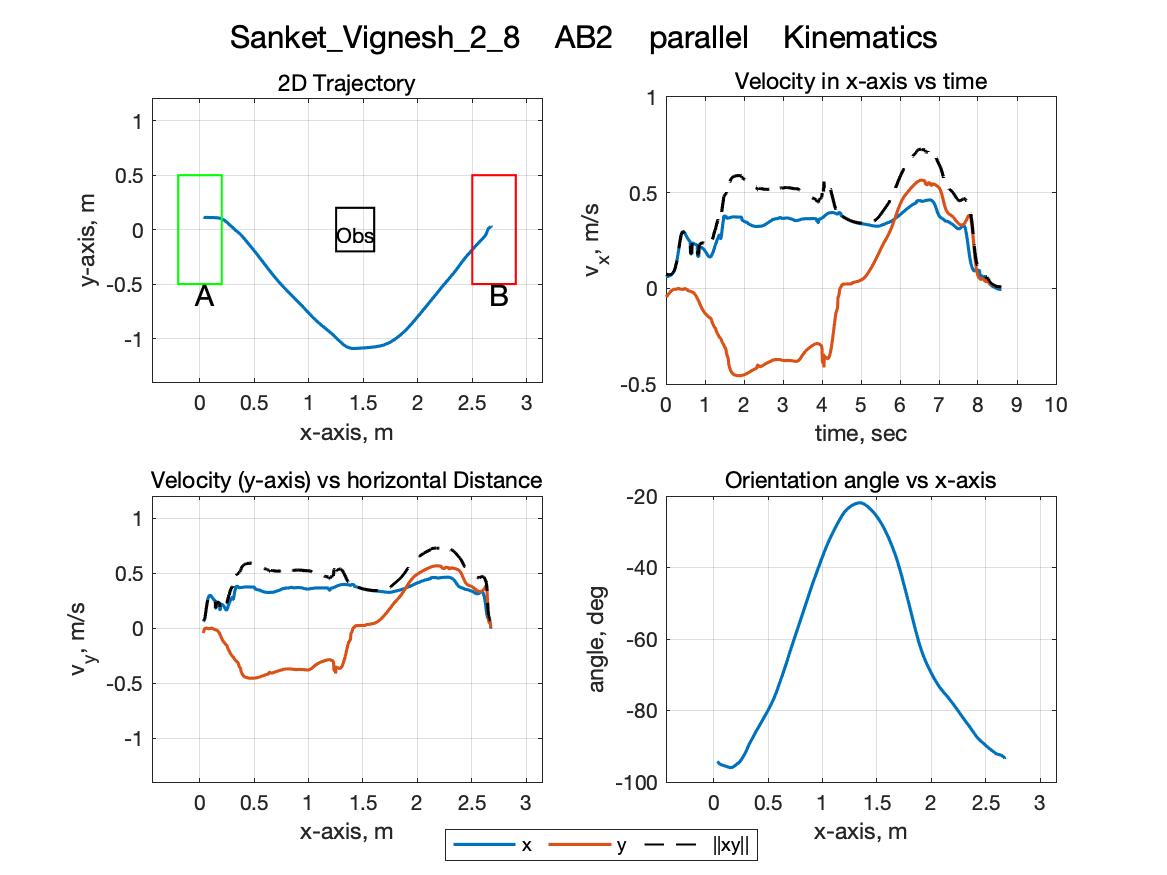 Sanket_Vignesh_2_8 AB2 parallel Kinematics
2D Trajectory
1
0.5
0
-0.5
-1
y-axis, m
A
Obs
B
0 0.5 1 1.5 2 2.5 3
x-axis, m
Velocity in x-axis vs time
1
0.5
0
-0.5
v_x, m/s
0 1 2 3 4 5 6 7 8 9 10
time, sec
Velocity (y-axis) vs horizontal Distance
1
0.5
0
-0.5
-1
v_y, m/s
0 0.5 1 1.5 2 2.5 3
x-axis, m
Orientation angle vs x-axis
-20
-40
-60
-80
-100
angle, deg
0 0.5 1 1.5 2 2.5 3
x-axis, m
x y ||xy||